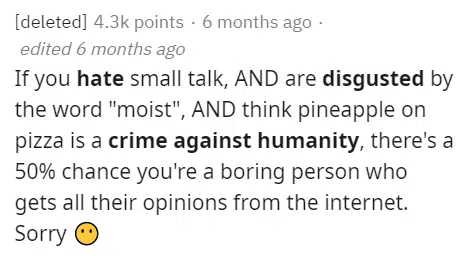 [deleted] 4.3k points · 6 months ago ·
edited 6 months ago
If you hate small talk, AND are disgusted by
the word "moist", AND think pineapple on
pizza is a crime against humanity, there's a
50% chance you're a boring person who
gets all their opinions from the internet.
Sorry 😶